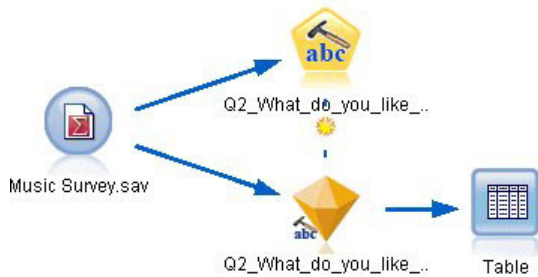 abc
Q2_What_do_you_like_..
Music Survey.sav
abc
Q2_What_do_you_like_..
Table